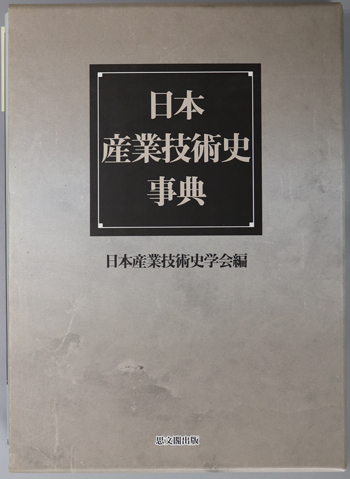 日本
産業技術史
事典
日本産業技術史学会編
思文閣出版